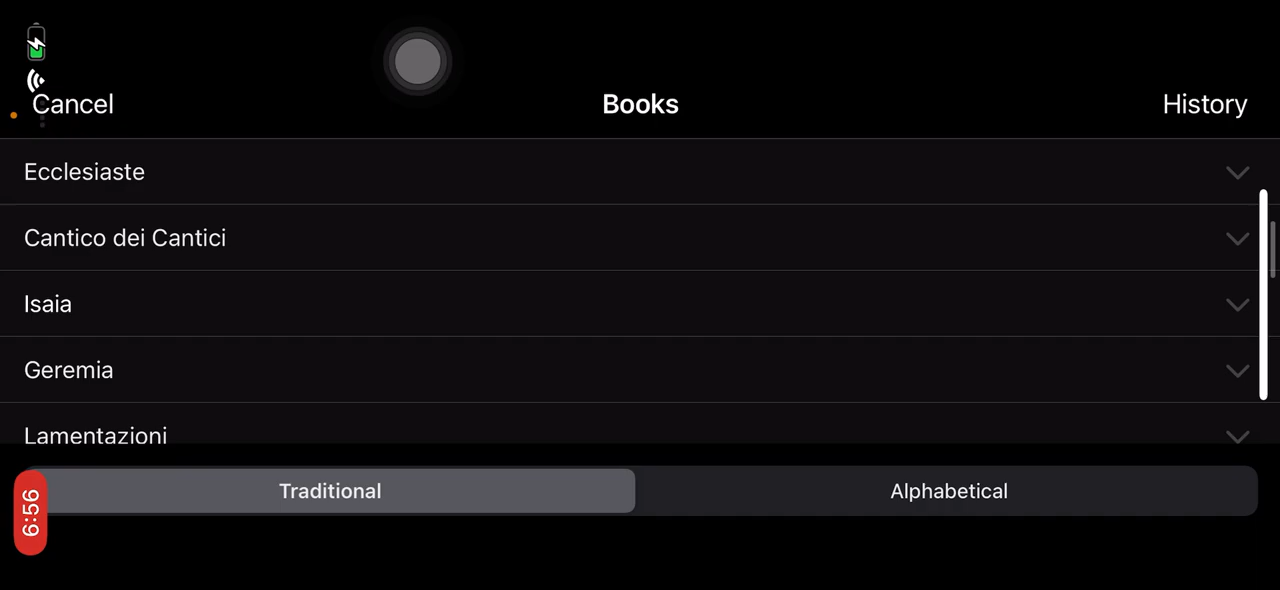 Cancel
Books
History
Ecclesiaste
Cantico dei Cantici
Isaia
Geremia
Lamentazioni
Traditional
Alphabetical
6:56